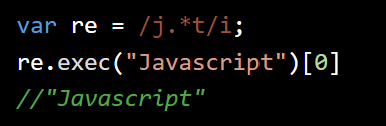 var re = /j.*t/i;
re.exec("Javascript")[0]
//"Javascript"